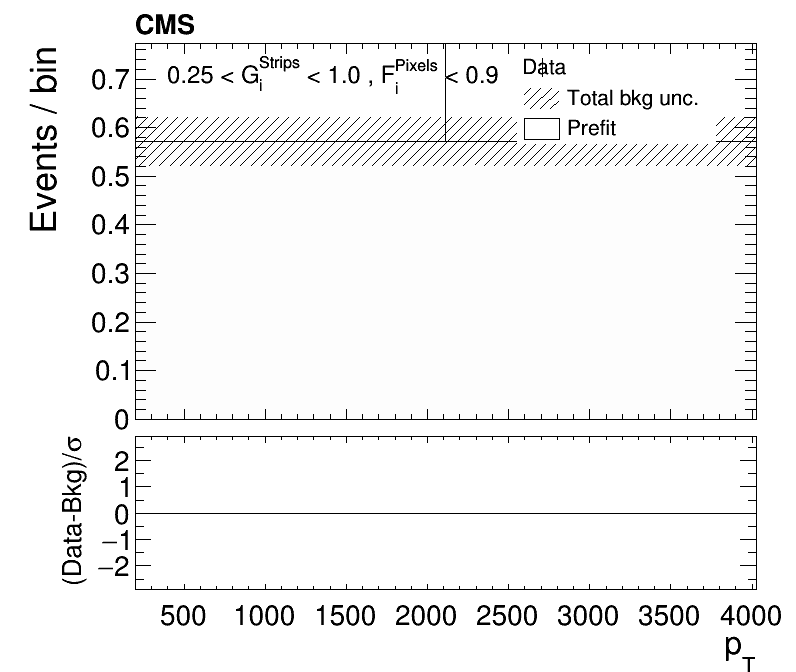 CMS
Events / bin
0.25 < G_i^Strips < 1.0 , F_i^Pixels < 0.9
Data
Total bkg unc.
Prefit
0.7
0.6
0.5
0.4
0.3
0.2
0.1
0
(Data-Bkg)/σ
2
1
0
−1
−2
500 1000 1500 2000 2500 3000 3500 4000
p_T